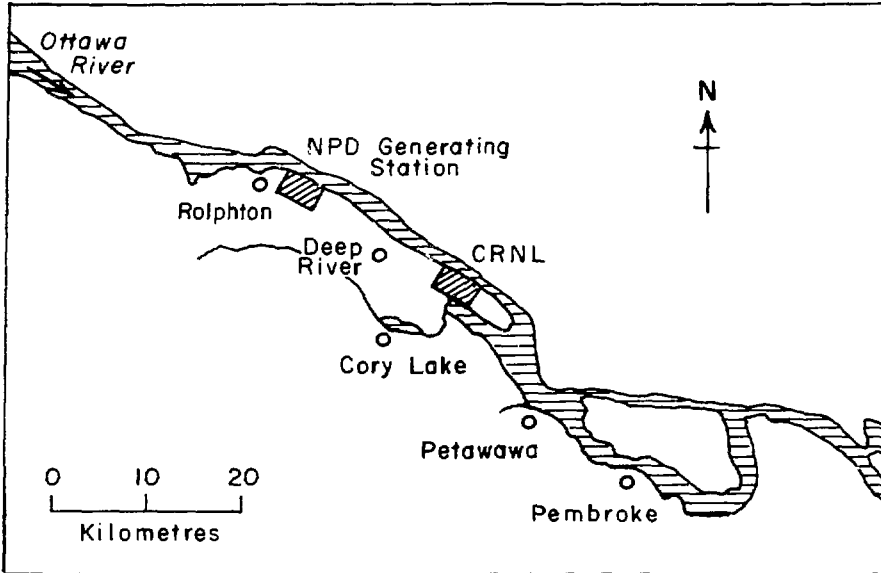 Ottawa
River
N
NPD Generating
Station
Rolphton
Deep
River
CRNL
Cory Lake
Petawawa
Pembroke
0 10 20
Kilometres